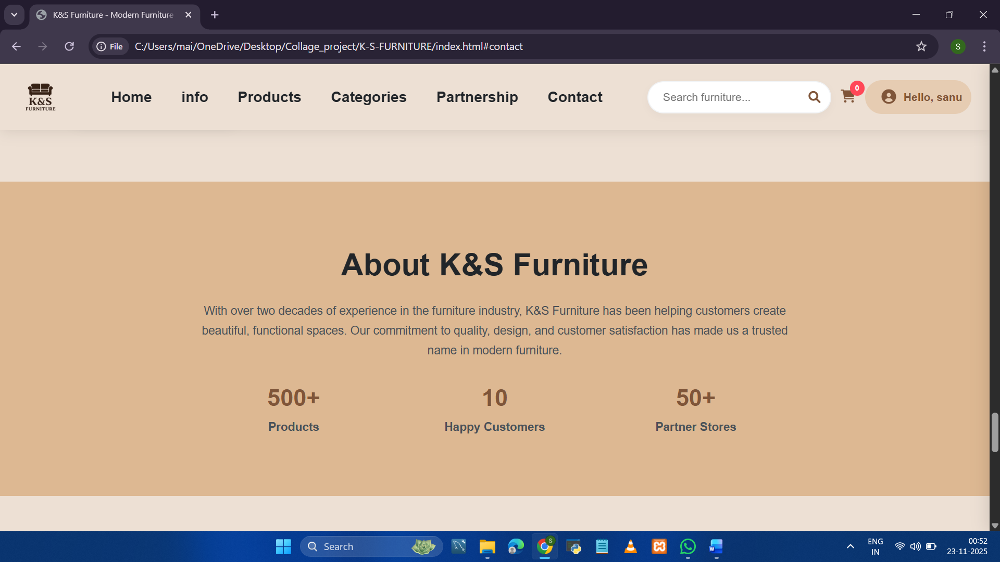 K&S Furniture - Modern Furniture
File
C:/Users/mai/OneDrive/Desktop/Collage_project/K-S-FURNITURE/index.html#contact
S
K&S
FURNITURE
Home
info
Products
Categories
Partnership
Contact
Search furniture...
0
Hello, sanu
About K&S Furniture
With over two decades of experience in the furniture industry, K&S Furniture has been helping customers create
beautiful, functional spaces. Our commitment to quality, design, and customer satisfaction has made us a trusted
name in modern furniture.
500+
10
50+
Products
Happy Customers
Partner Stores
Search
S
W
ENG
IN
00:52
23-11-2025